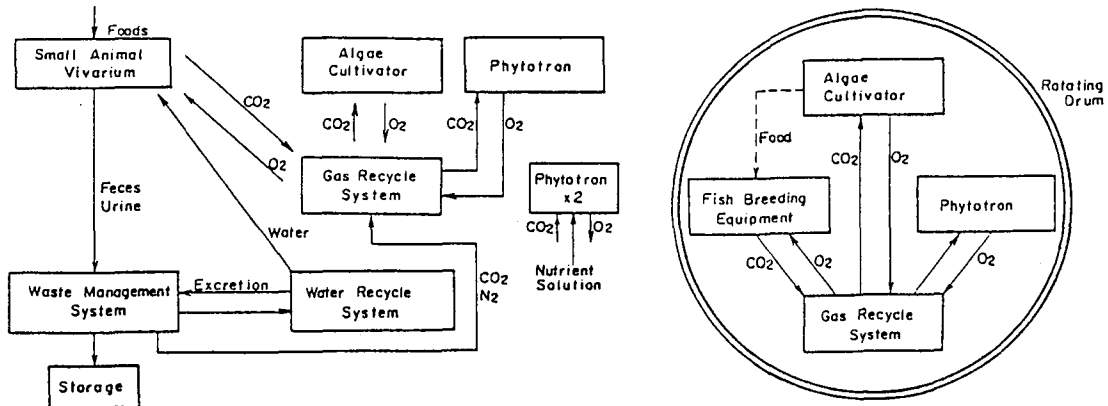 Foods
Small Animal
Vivarium
CO2
O2
Feces
Urine
Water
Waste Management
System
Excretion
Water Recycle
System
Storage
Algae
Cultivator
CO2
O2
Phytotron
CO2
O2
Gas Recycle
System
CO2
N2
Phytotron
x2
CO2
O2
Nutrient
Solution
Rotating
Drum
Algae
Cultivator
Food
CO2
O2
Fish Breeding
Equipment
Phytotron
CO2
O2
O2
Gas Recycle
System